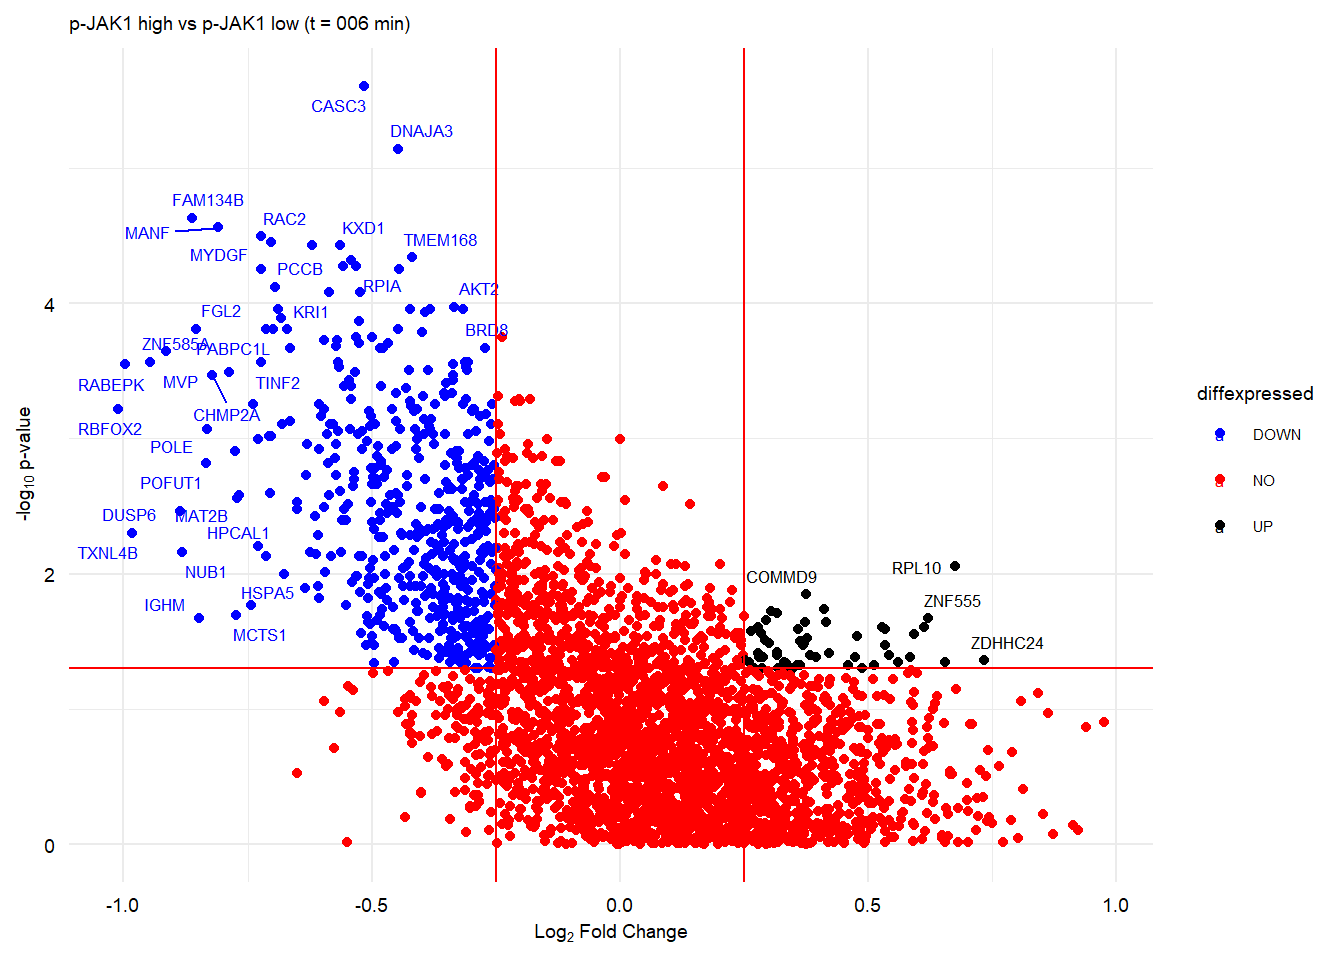 p-JAK1 high vs p-JAK1 low (t = 006 min)
CASC3
DNAJA3
FAM134B
RAC2
MANF
KXD1
TMEM168
MYDGF
PCCB
RPIA
AKT2
4
FGL2
KRI1
BRD8
ZNF585A
PABPC1L
RABEPK
MVP
TINF2
diffexpressed
CHMP2A
RBFOX2
DOWN
POLE
-log10 p-value
NO
POFUT1
DUSP6
MAT2B
UP
HPCAL1
TXNL4B
RPL10
2
NUB1
COMMD9
HSPA5
ZNF555
IGHM
MCTS1
ZDHHC24
0
-1.0 -0.5 0.0 0.5 1.0
Log2 Fold Change